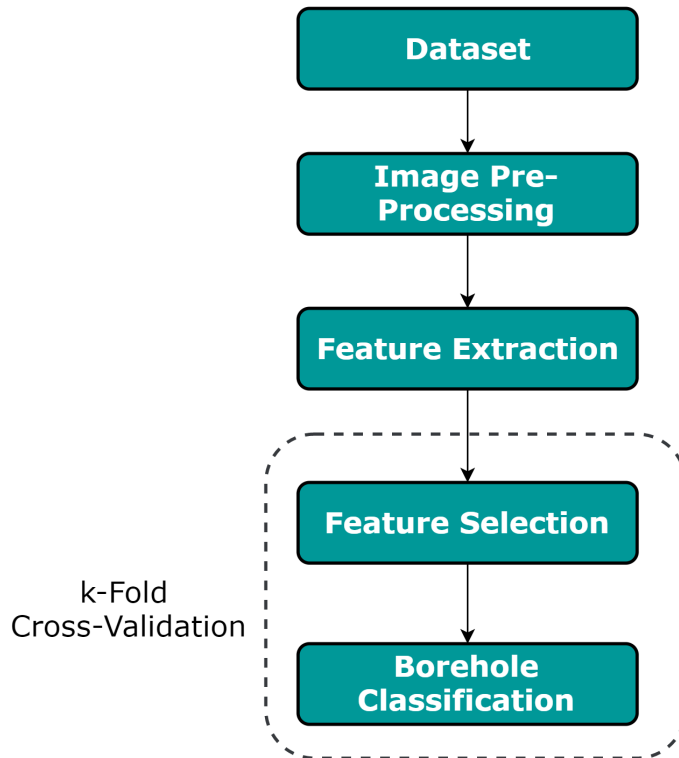 Dataset
Image Pre-
Processing
Feature Extraction
Feature Selection
k-Fold
Cross-Validation
Borehole
Classification